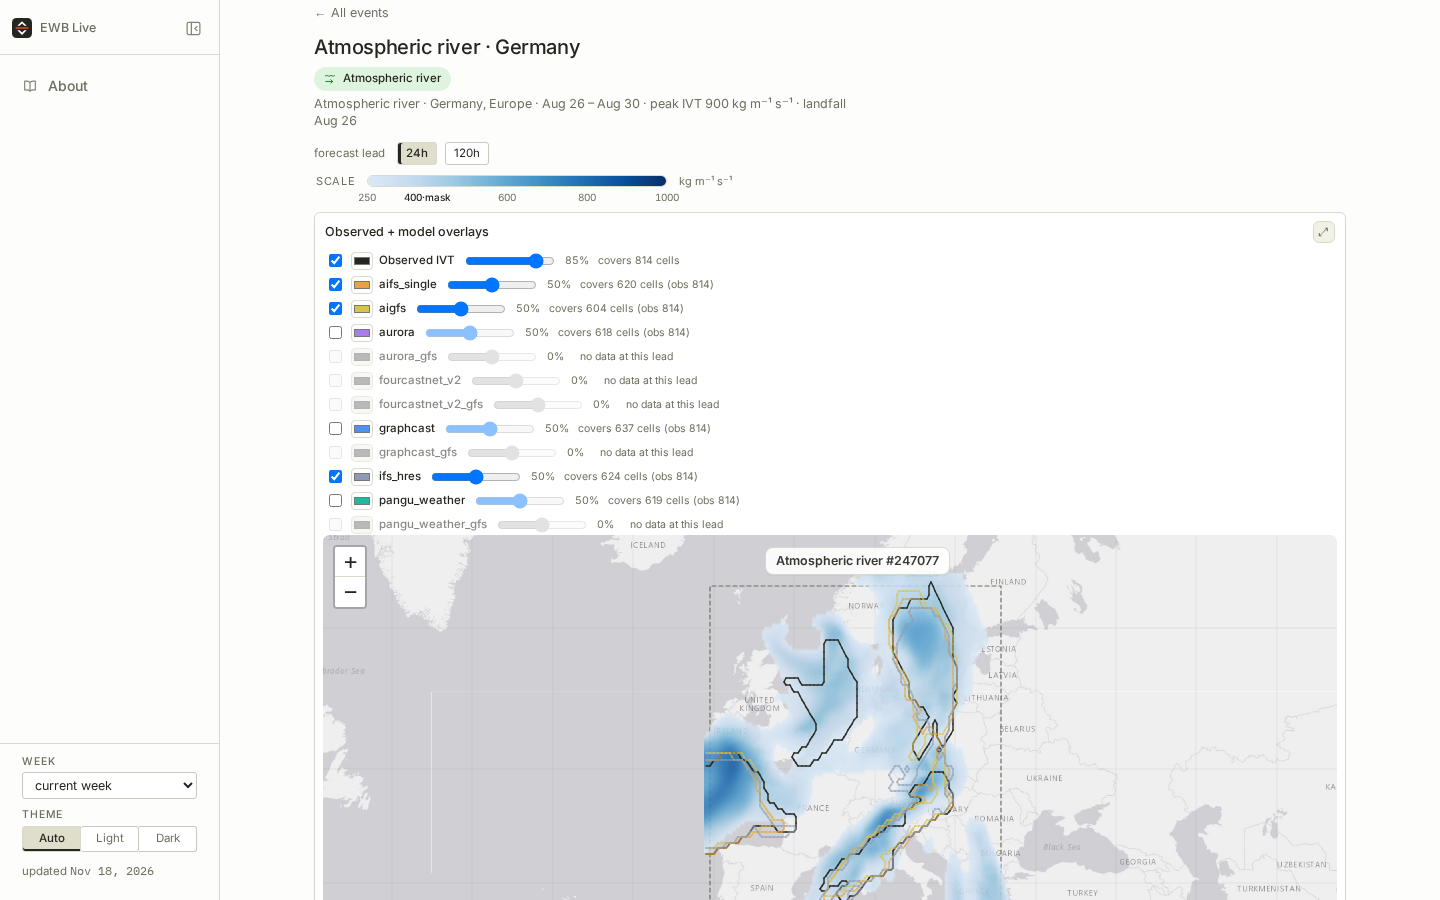 EWB Live
About
← All events
Atmospheric river · Germany
Atmospheric river
Atmospheric river · Germany, Europe · Aug 26 – Aug 30 · peak IVT 900 kg m⁻¹ s⁻¹ · landfall
Aug 26
forecast lead 24h 120h
SCALE kg m⁻¹ s⁻¹
250 400·mask 600 800 1000
Observed + model overlays
Observed IVT 85% covers 814 cells
aifs_single 50% covers 620 cells (obs 814)
aigfs 50% covers 604 cells (obs 814)
aurora 50% covers 618 cells (obs 814)
aurora_gfs 0% no data at this lead
fourcastnet_v2 0% no data at this lead
fourcastnet_v2_gfs 0% no data at this lead
graphcast 50% covers 637 cells (obs 814)
graphcast_gfs 0% no data at this lead
ifs_hres 50% covers 624 cells (obs 814)
pangu_weather 50% covers 619 cells (obs 814)
pangu_weather_gfs 0% no data at this lead
+
−
Atmospheric river #247077
ICELAND
FINLAND
NORWA
ESTONIA
LATVIA
LITHUANIA
brador Sea
UNITED
KINGDOM
BELARUS
GERMANY
UKRAINE
KA
RANCE
ARY
ROMANIA
Black Sea
GARIA
GEORGIA
UZBEKISTAN
SPAIN
TURKEY
TURKMENISTAN
WEEK
current week
THEME
Auto Light Dark
updated Nov 18, 2026